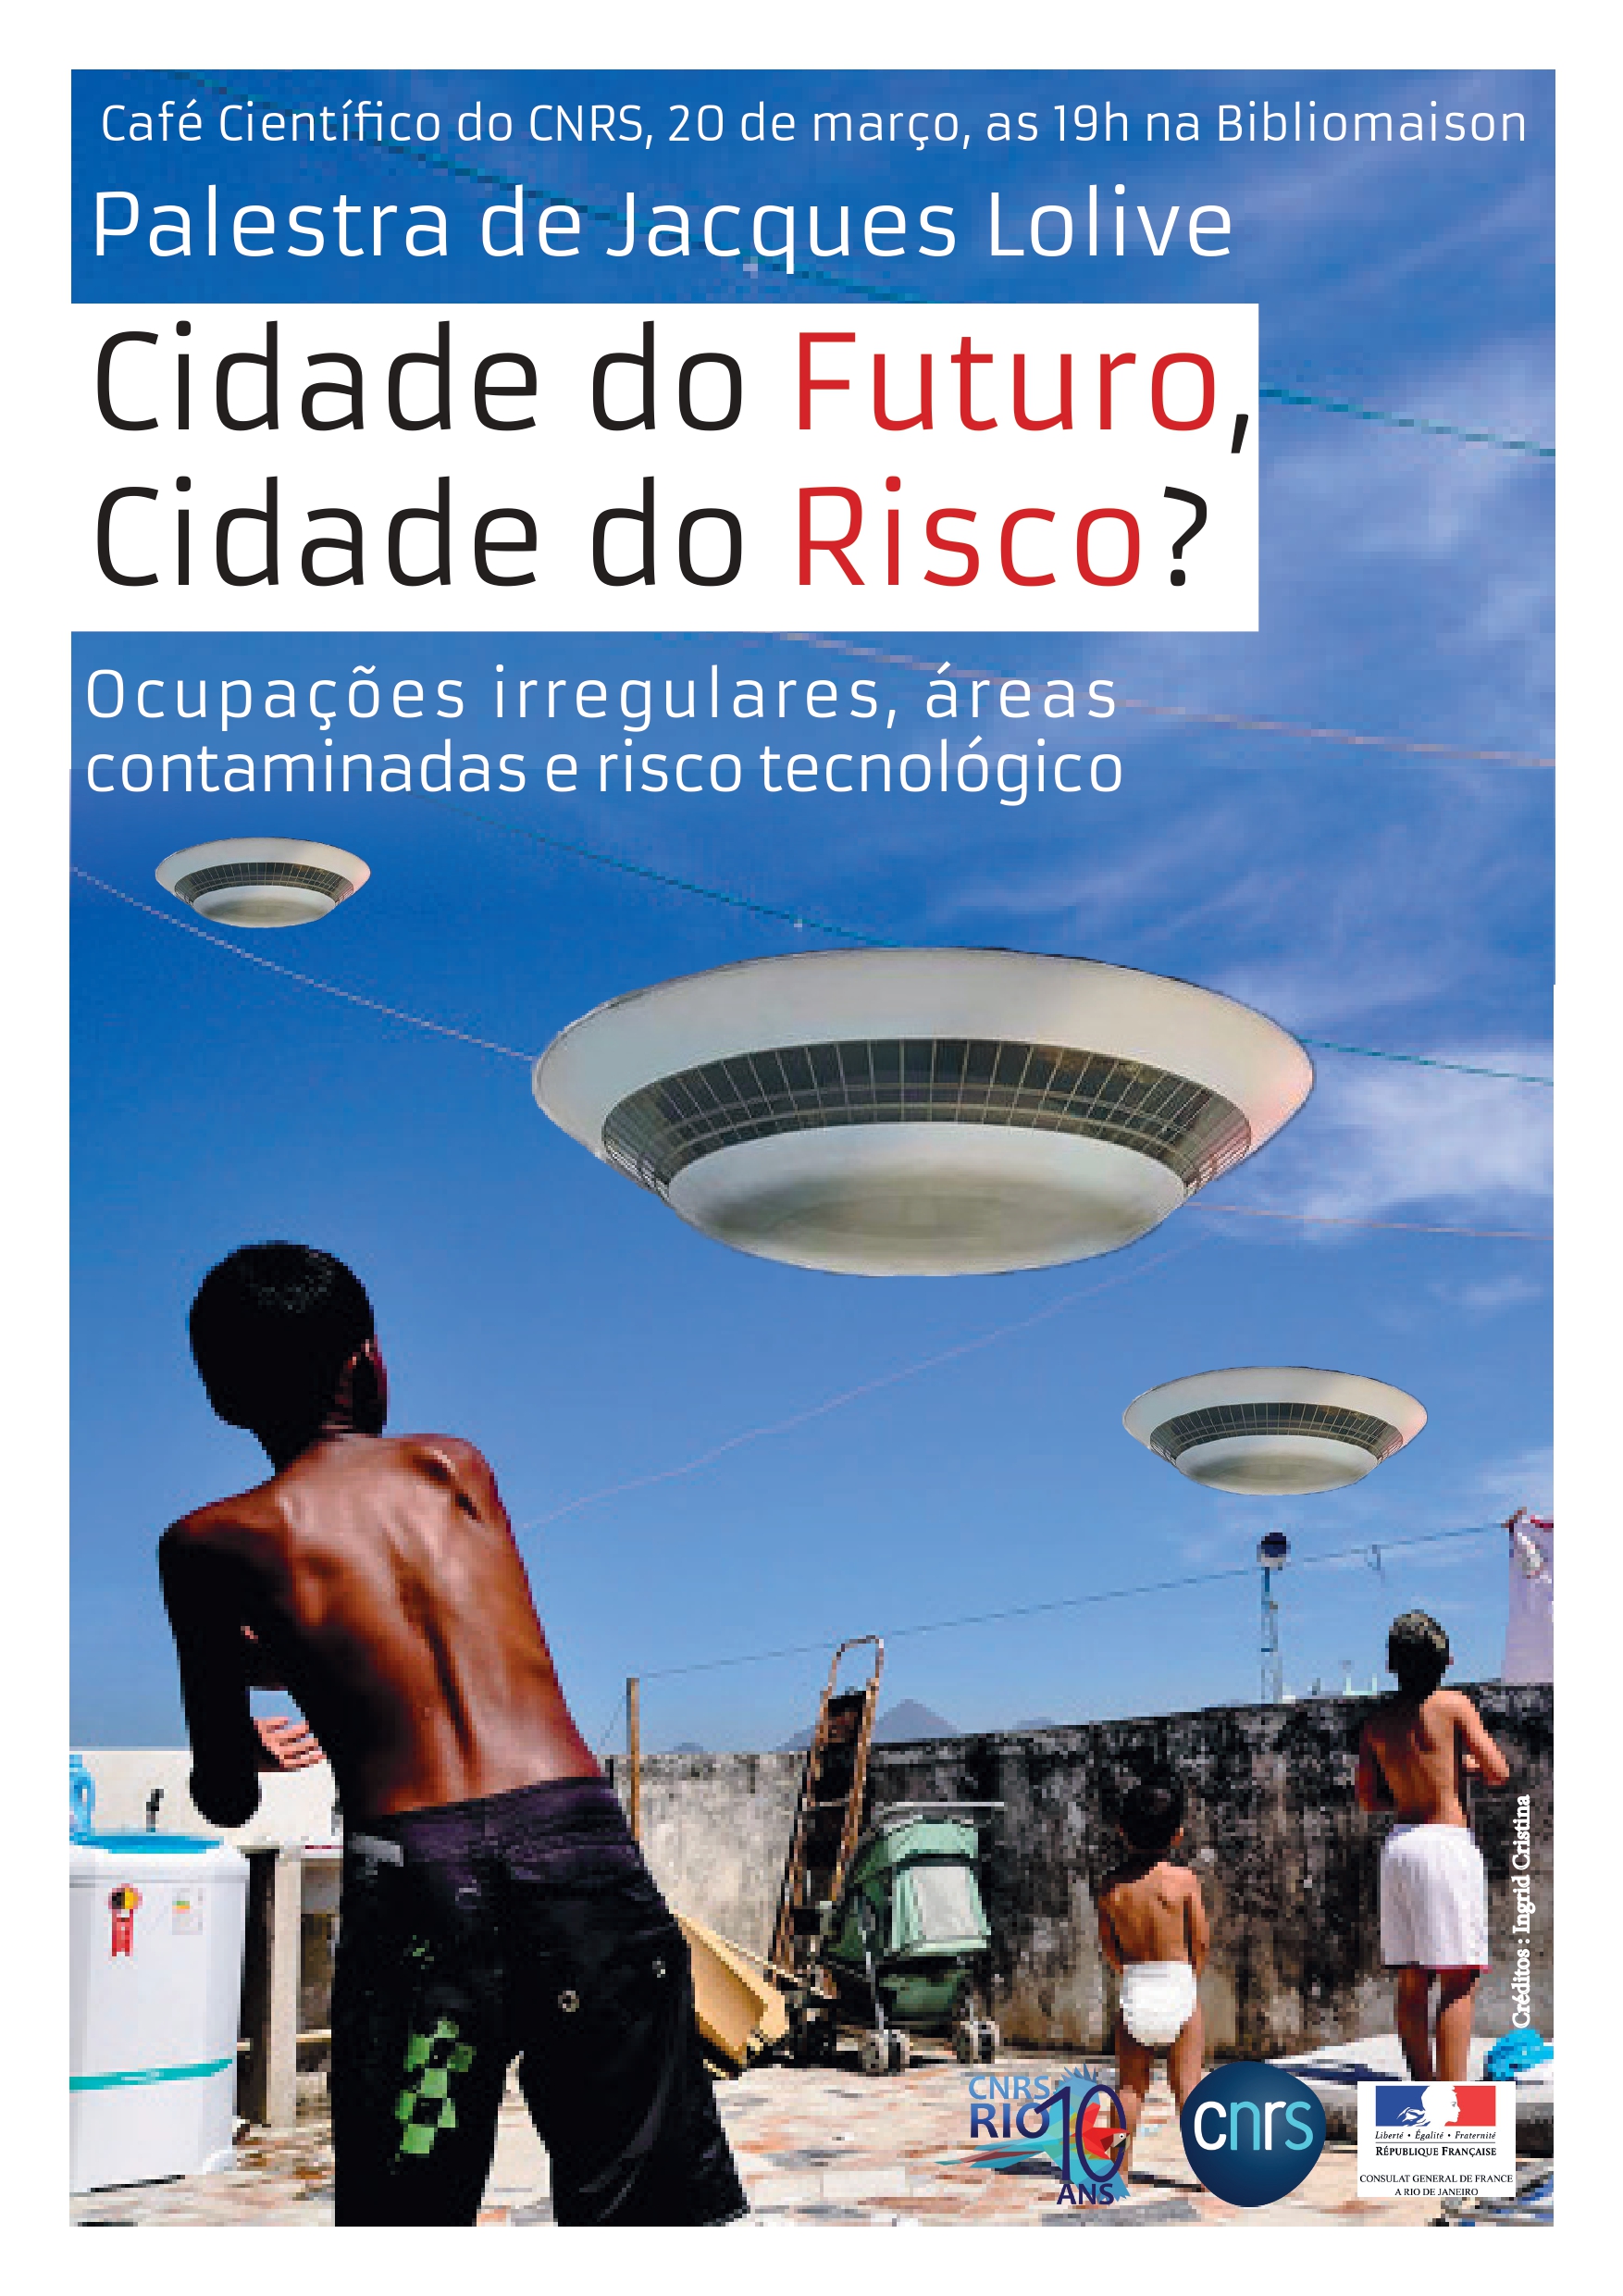 Café Científico do CNRS, 20 de março, as 19h na Bibliomaison
Palestra de Jacques Lolive
Cidade do Futuro,
Cidade do Risco?
Ocupações irregulares, áreas
contaminadas e risco tecnológico
Créditos : Ingrid Cristina
CNRS
RIO 10
ANS
cnrs
Liberté • Égalité • Fraternité
RÉPUBLIQUE FRANÇAISE
CONSULAT GENERAL DE FRANCE
A RIO DE JANEIRO